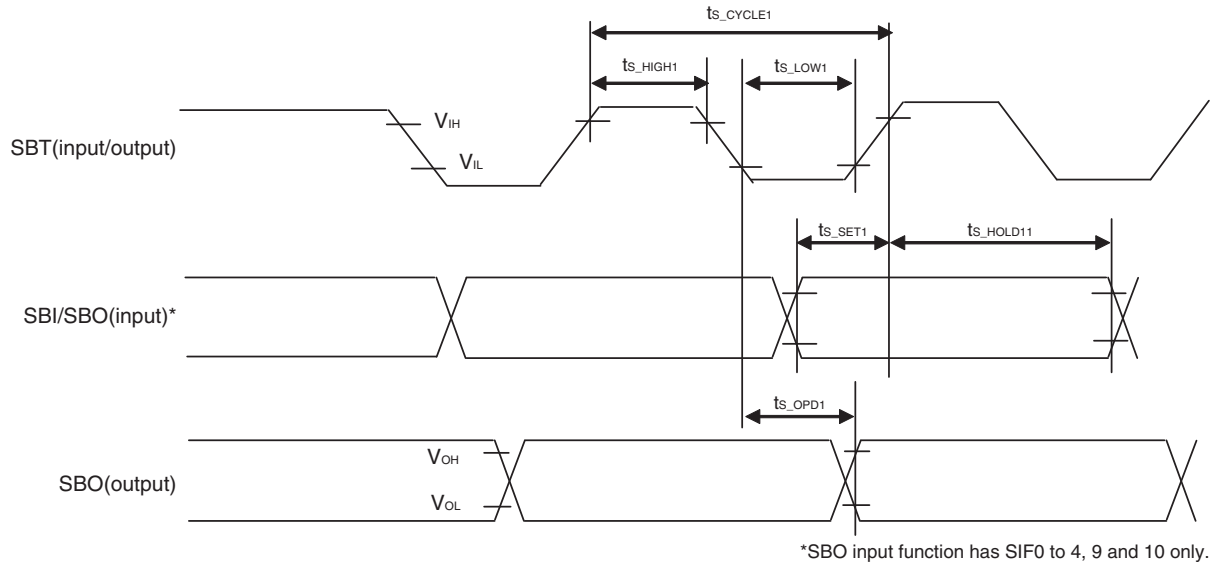 tS_CYCLE1
tS_HIGH1
tS_LOW1
VIH
SBT(input/output)
VIL
tS_SET1
tS_HOLD11
SBI/SBO(input)*
tS_OPD1
VOH
SBO(output)
VOL
*SBO input function has SIF0 to 4, 9 and 10 only.